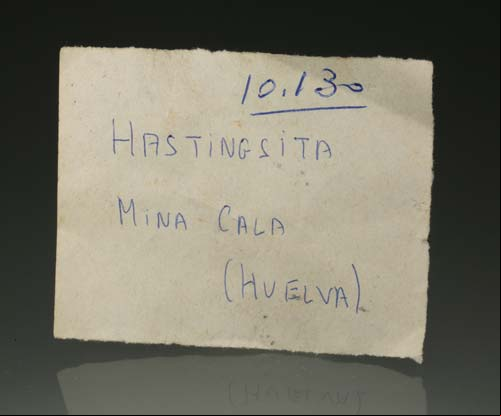 10.130
HASTINGSITA
MINA CALA
(HUELVA)